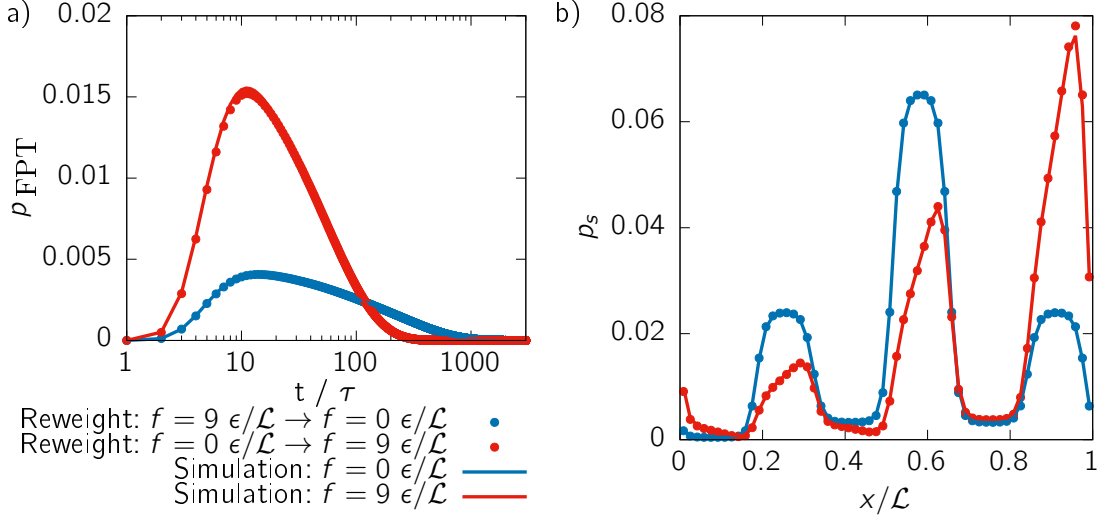 a)
0.02
0.015
0.01
0.005
0
p FPT
1 10 100 1000
t / τ
Reweight: f = 9 ϵ/ℒ → f = 0 ϵ/ℒ
Reweight: f = 0 ϵ/ℒ → f = 9 ϵ/ℒ
Simulation: f = 0 ϵ/ℒ
Simulation: f = 9 ϵ/ℒ
b)
0.08
0.06
0.04
0.02
0
p_s
0 0.2 0.4 0.6 0.8 1
x/ℒ